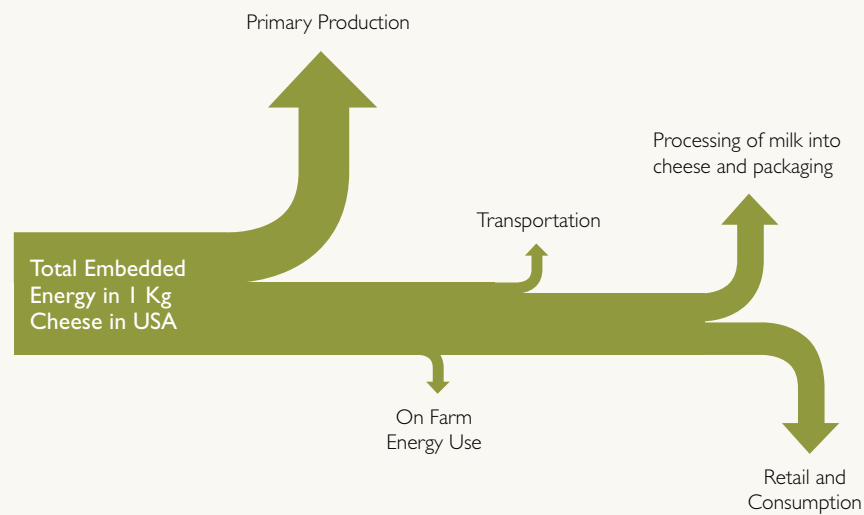 Primary Production
Processing of milk into
cheese and packaging
Transportation
Total Embedded
Energy in 1 Kg
Cheese in USA
On Farm
Energy Use
Retail and
Consumption